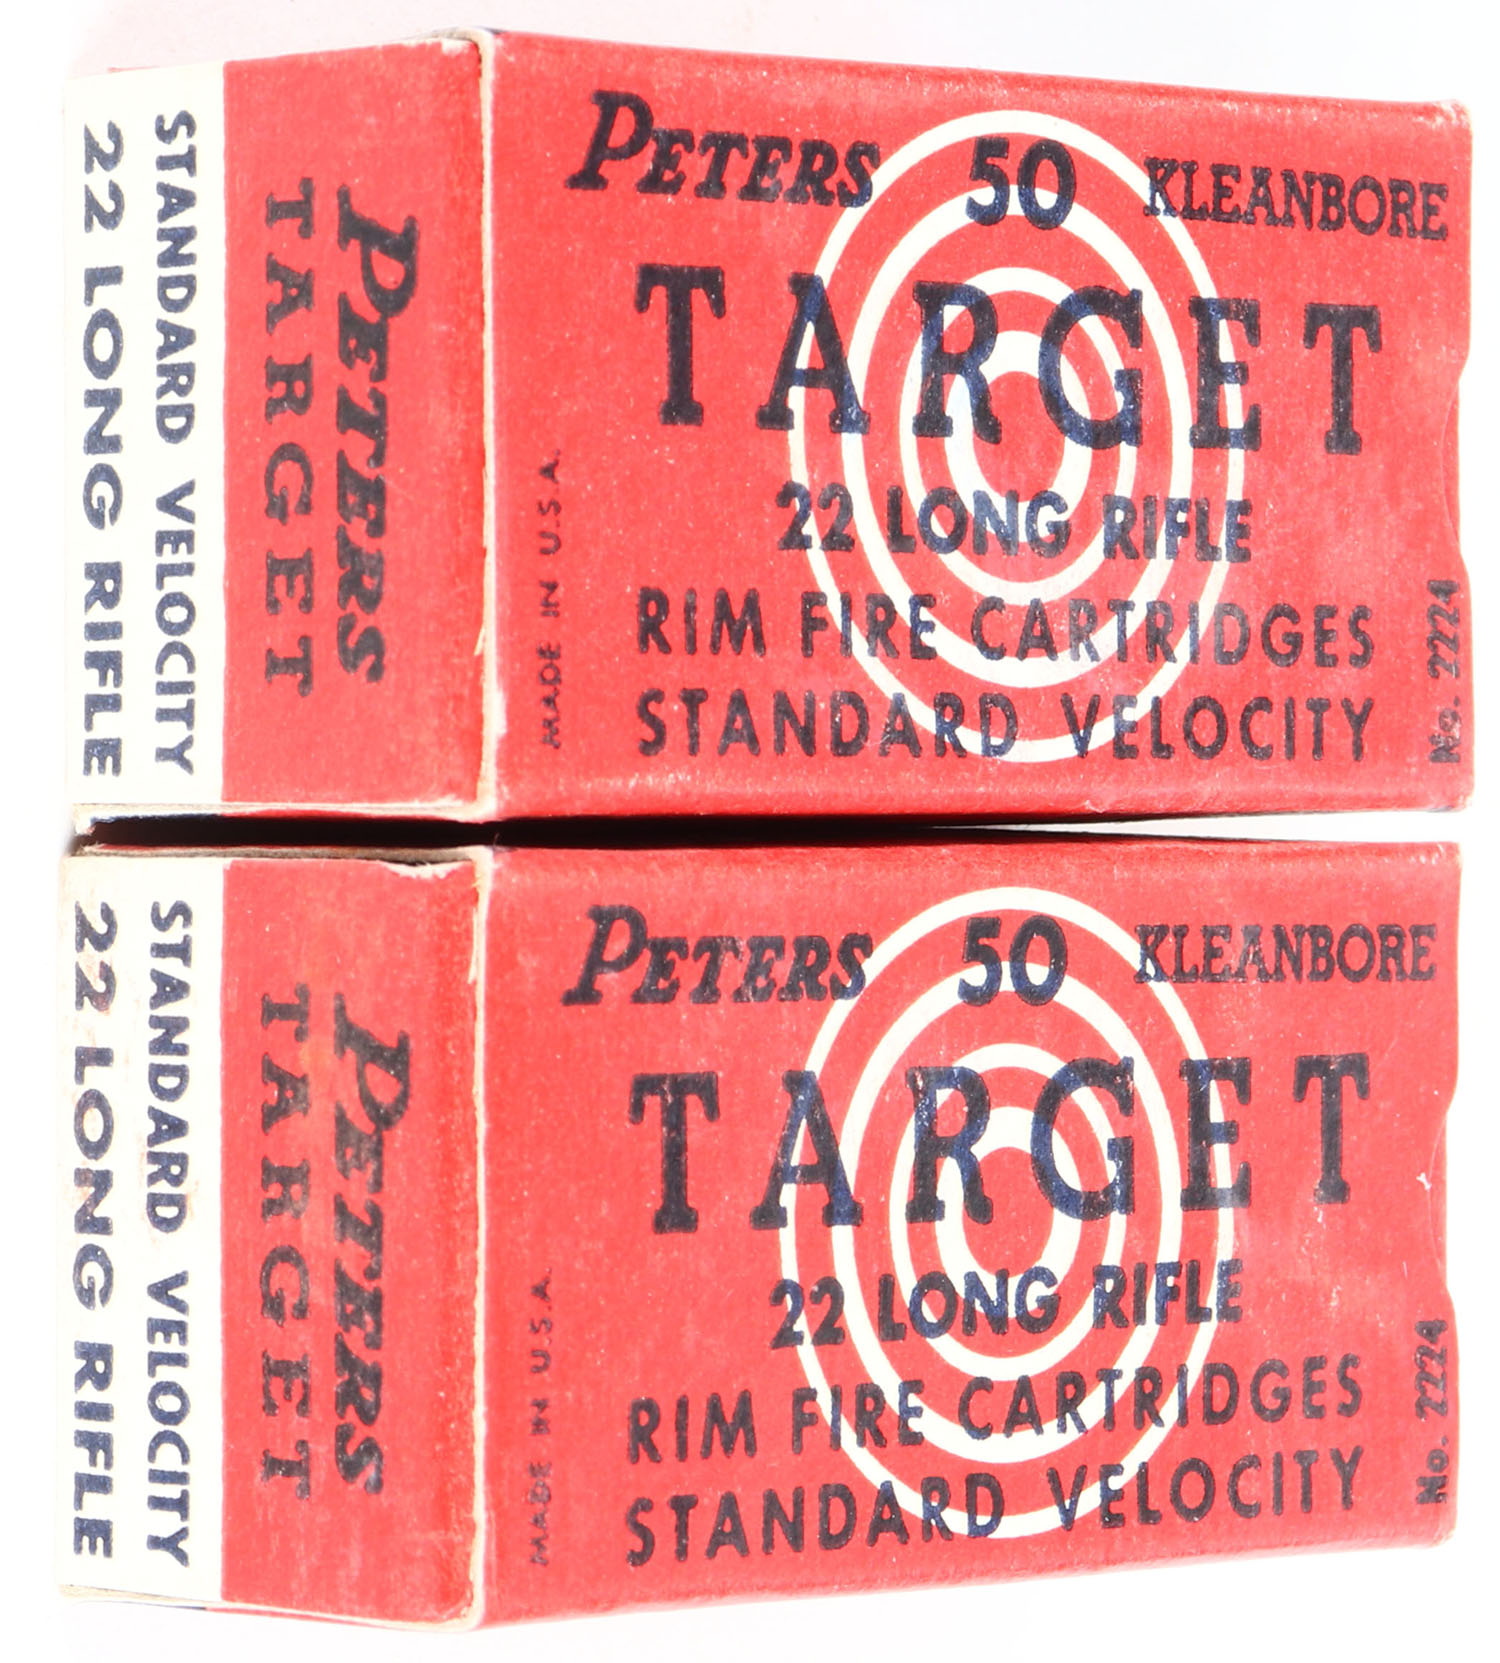 PETERS 50 KLEANBORE
TARGET
22 LONG RIFLE
RIM FIRE CARTRIDGES
STANDARD VELOCITY
MADE IN U.S.A.
No. 2224
PETERS
TARGET
STANDARD VELOCITY
22 LONG RIFLE
PETERS 50 KLEANBORE
TARGET
22 LONG RIFLE
RIM FIRE CARTRIDGES
STANDARD VELOCITY
MADE IN U.S.A.
No. 2224
PETERS
TARGET
STANDARD VELOCITY
22 LONG RIFLE